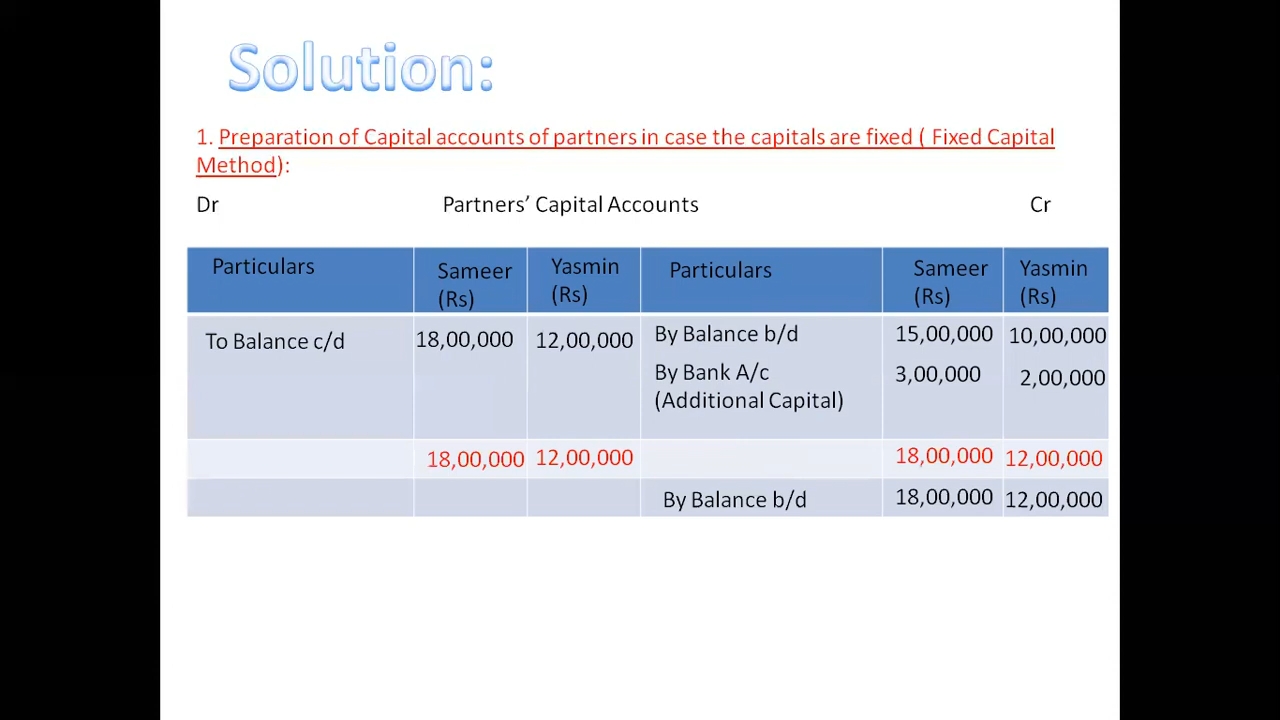 Solution:
1. Preparation of Capital accounts of partners in case the capitals are fixed ( Fixed Capital
Method):
Dr Partners’ Capital Accounts Cr
Particulars Sameer (Rs) Yasmin (Rs) Particulars Sameer (Rs) Yasmin (Rs)
To Balance c/d 18,00,000 12,00,000 By Balance b/d 15,00,000 10,00,000
By Bank A/c 3,00,000 2,00,000
(Additional Capital)
18,00,000 12,00,000 18,00,000 12,00,000
By Balance b/d 18,00,000 12,00,000